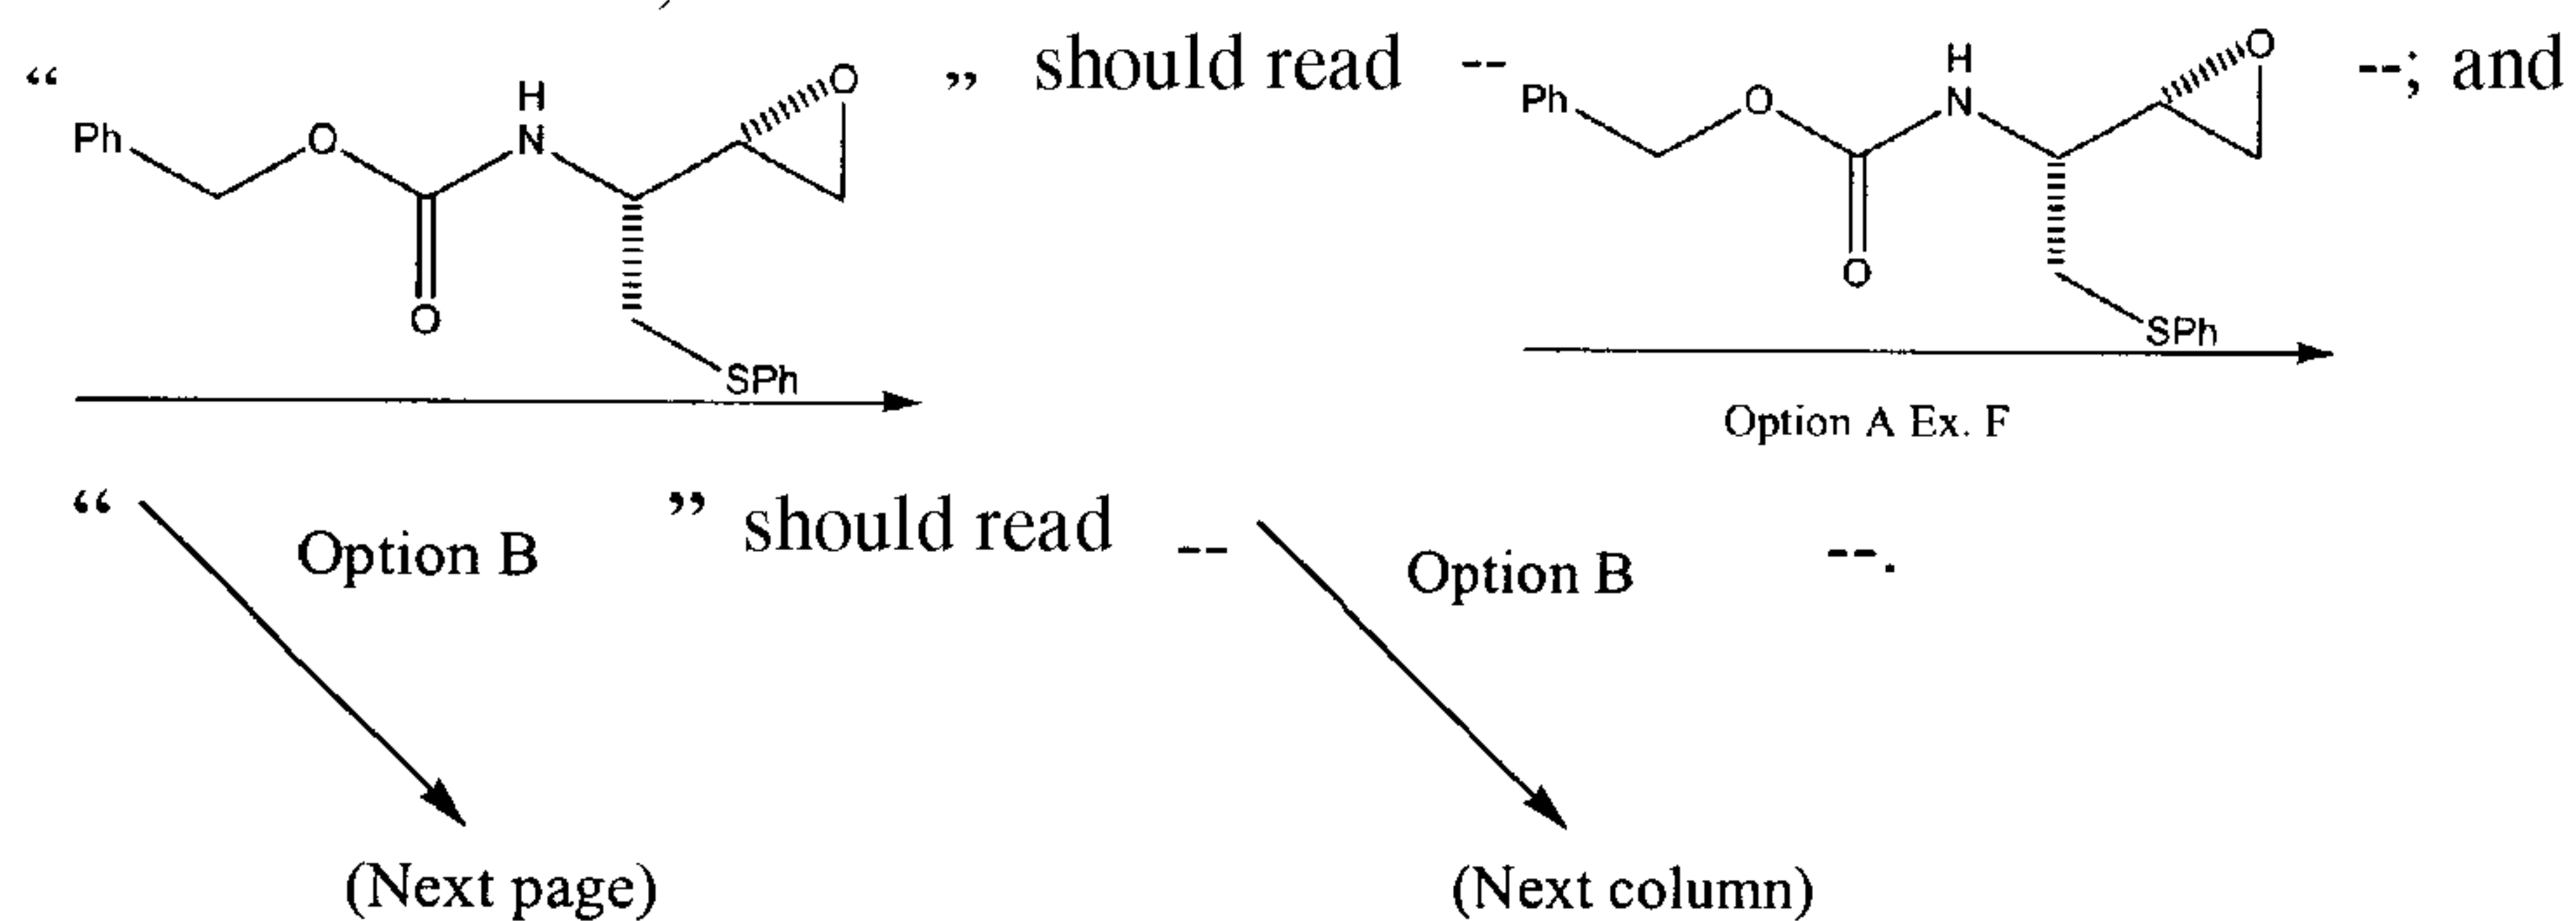 “ ” should read -- --; and
Ph O H N O SPh O
Ph O H N O SPh O
Option A Ex. F
“ Option B ” should read -- Option B --.
(Next page) (Next column)